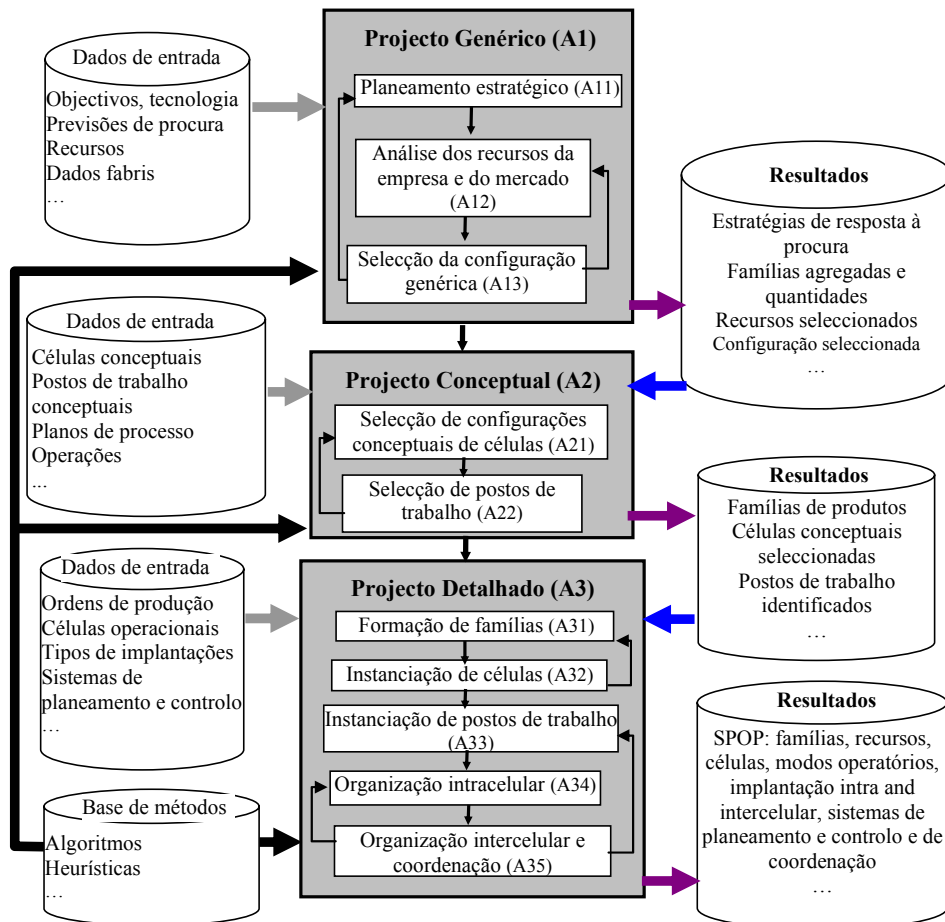 Projecto Genérico (A1)
Planeamento estratégico (A11)
Análise dos recursos da
empresa e do mercado
(A12)
Selecção da configuração
genérica (A13)
Dados de entrada
Objectivos, tecnologia
Previsões de procura
Recursos
Dados fabris
…
Resultados
Estratégias de resposta à
procura
Famílias agregadas e
quantidades
Recursos seleccionados
Configuração seleccionada
…
Dados de entrada
Células conceptuais
Postos de trabalho
conceptuais
Planos de processo
Operações
...
Projecto Conceptual (A2)
Selecção de configurações
conceptuais de células (A21)
Selecção de postos de
trabalho (A22)
Resultados
Famílias de produtos
Células conceptuais
seleccionadas
Postos de trabalho
identificados
…
Dados de entrada
Ordens de produção
Células operacionais
Tipos de implantações
Sistemas de
planeamento e controlo
…
Projecto Detalhado (A3)
Formação de famílias (A31)
Instanciação de células (A32)
Instanciação de postos de trabalho
(A33)
Organização intracelular (A34)
Organização intercelular e
coordenação (A35)
Resultados
SPOP: famílias, recursos,
células, modos operatórios,
implantação intra and
intercelular, sistemas de
planeamento e controlo e de
coordenação
…
Base de métodos
Algoritmos
Heurísticas
…